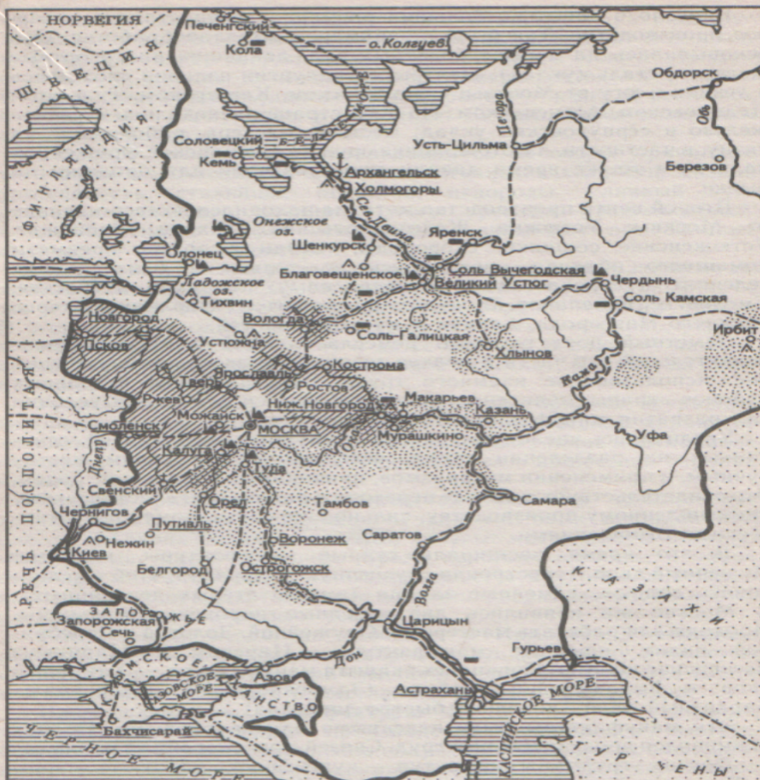 НОРВЕГИЯ
Печенгский
Кола
о. Колгуев
ШВЕЦИЯ
Обдорск
Обь
Печора
ФИНЛЯНДИЯ
БЕЛОЕ МОРЕ
Соловецкий
Кемь
Усть-Цильма
Березов
Архангельск
Холмогоры
Сев. Двина
Онежское
оз.
Шенкурск
Яренск
Олонец
Ладожское
оз.
Благовещенское
Соль Вычегодская
Великий Устюг
Чердынь
Соль Камская
Тихвин
Новгород
Вологда
Соль-Галицкая
Ирбит
Псков
Устюжна
Хлынов
Ярославль
Кострома
Тверь
Ростов
Кама
Ржев
Ниж. Новгород
Макарьев
Можайск
Казань
Смоленск
МОСКВА
Ока
Мурашкино
Уфа
Днепр
Калуга
Тула
РЕЧЬ ПОСПОЛИТАЯ
Свенский
Орел
Тамбов
Самара
Чернигов
Путивль
Нежин
Воронеж
Саратов
Киев
Белгород
Острогожск
Волга
КАЗАХИ
ЗАПОРОЖЬЕ
Запорожская
Сечь
Царицын
Дон
Гурьев
КРЫМСКОЕ
ХАНСТВО
АЗОВСКОЕ
МОРЕ
Азов
Астрахань
Бахчисарай
КАСПИЙСКОЕ МОРЕ
ЧЕРНОЕ МОРЕ